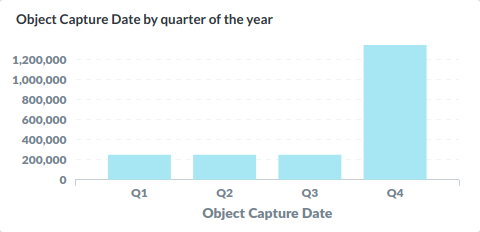 Object Capture Date by quarter of the year
1,200,000
1,000,000
800,000
600,000
400,000
200,000
0
Q1 Q2 Q3 Q4
Object Capture Date